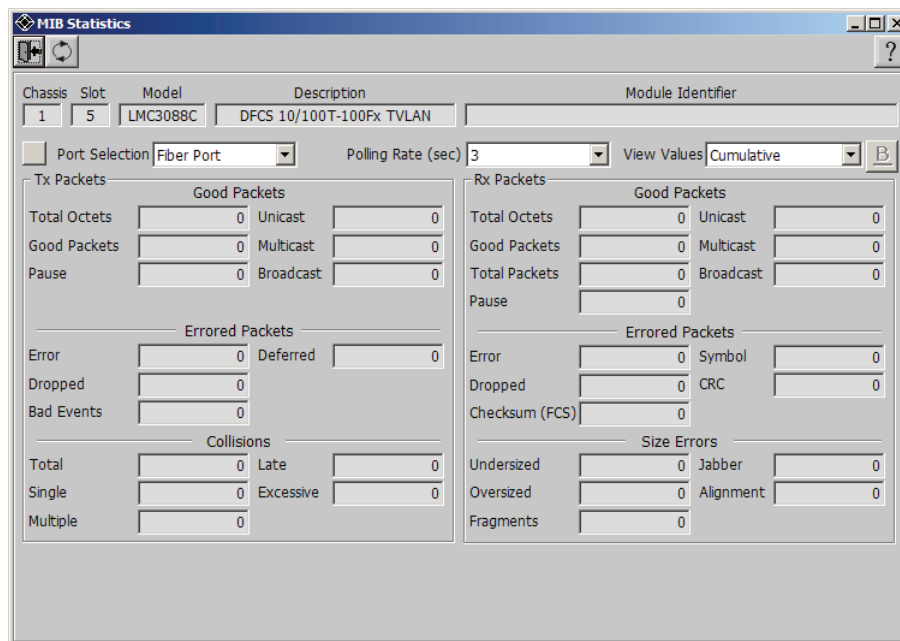 MIB Statistics
?
Chassis Slot Model Description Module Identifier
1 5 LMC3088C DFCS 10/100T-100Fx TVLAN
Port Selection Fiber Port Polling Rate (sec) 3 View Values Cumulative B
Tx Packets
Good Packets
Total Octets 0 Unicast 0
Good Packets 0 Multicast 0
Pause 0 Broadcast 0
Errored Packets
Error 0 Deferred 0
Dropped 0
Bad Events 0
Collisions
Total 0 Late 0
Single 0 Excessive 0
Multiple 0
Rx Packets
Good Packets
Total Octets 0 Unicast 0
Good Packets 0 Multicast 0
Total Packets 0 Broadcast 0
Pause 0
Errored Packets
Error 0 Symbol 0
Dropped 0 CRC 0
Checksum (FCS) 0
Size Errors
Undersized 0 Jabber 0
Oversized 0 Alignment 0
Fragments 0